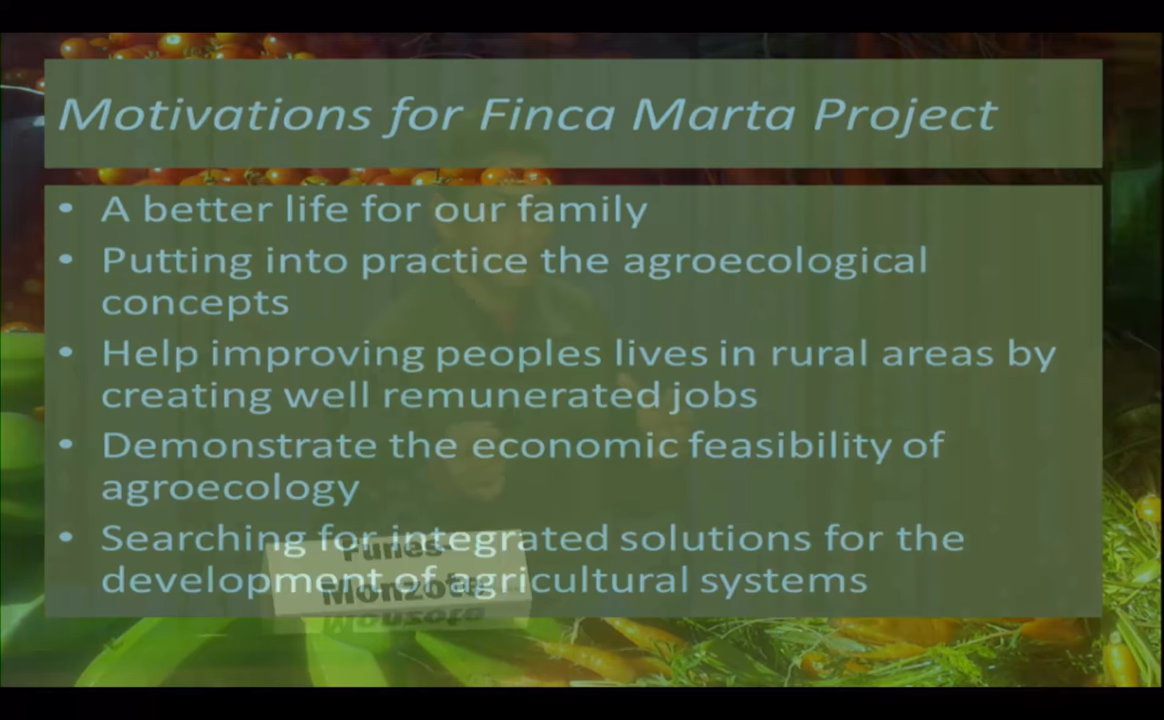 Motivations for Finca Marta Project
• A better life for our family
• Putting into practice the agroecological
concepts
• Help improving peoples lives in rural areas by
creating well remunerated jobs
• Demonstrate the economic feasibility of
agroecology
• Searching for integrated solutions for the
development of agricultural systems
Funes-
Monzote